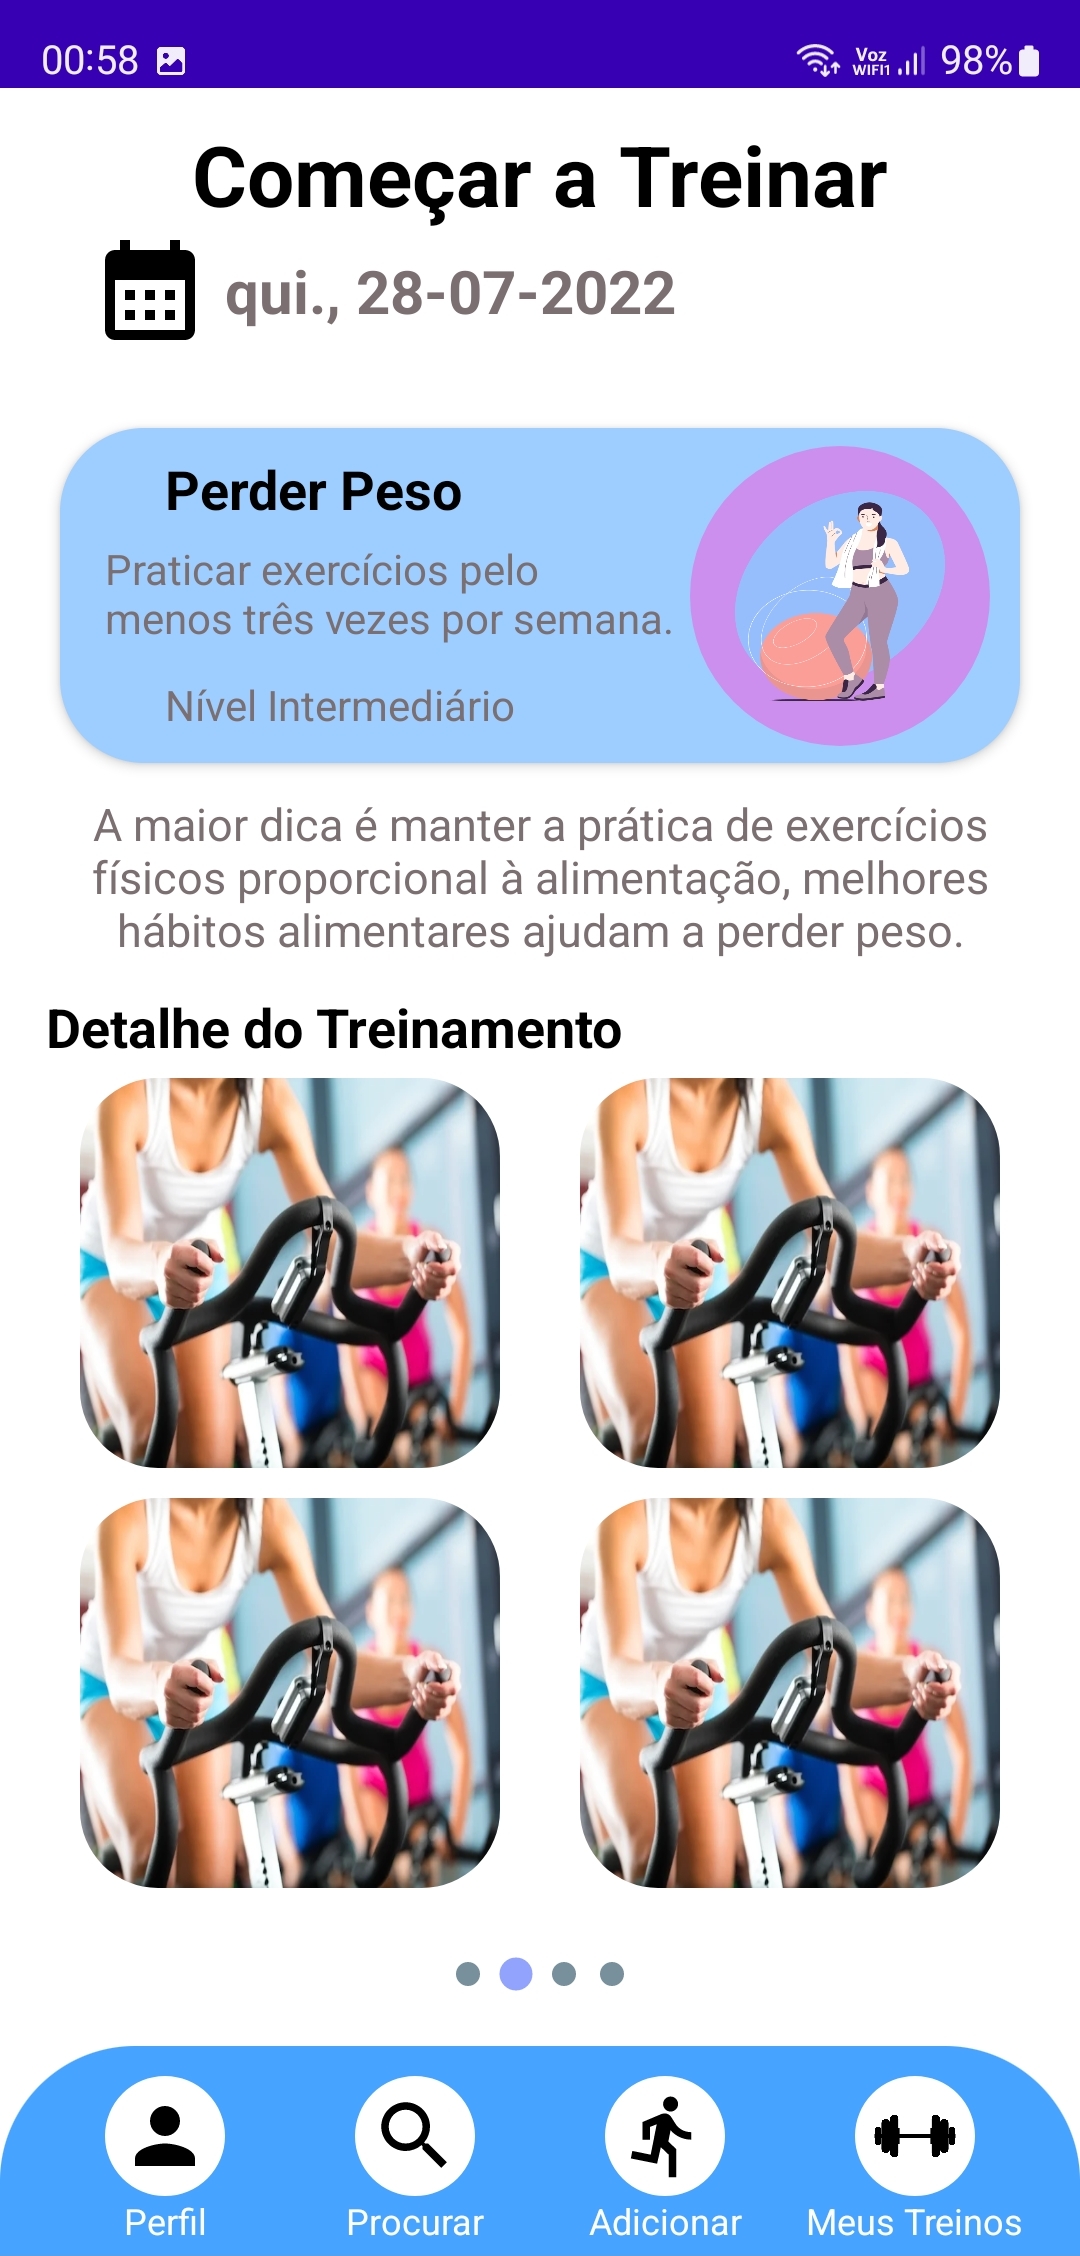 00:58
Voz
WIFI1
98%
Começar a Treinar
qui., 28-07-2022
Perder Peso
Praticar exercícios pelo
menos três vezes por semana.
Nível Intermediário
A maior dica é manter a prática de exercícios
físicos proporcional à alimentação, melhores
hábitos alimentares ajudam a perder peso.
Detalhe do Treinamento
Perfil
Procurar
Adicionar
Meus Treinos